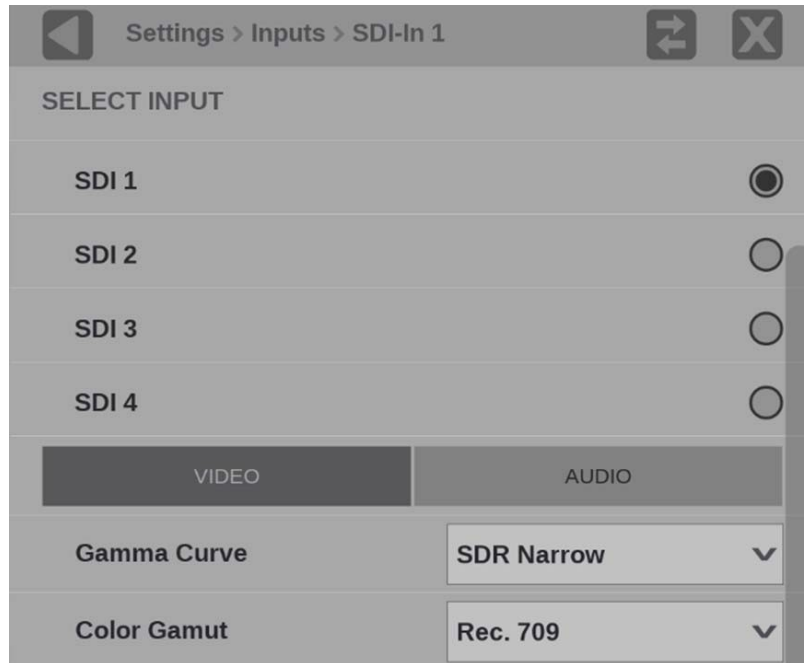 Settings > Inputs > SDI-In 1
SELECT INPUT
SDI 1
SDI 2
SDI 3
SDI 4
VIDEO AUDIO
Gamma Curve SDR Narrow
Color Gamut Rec. 709